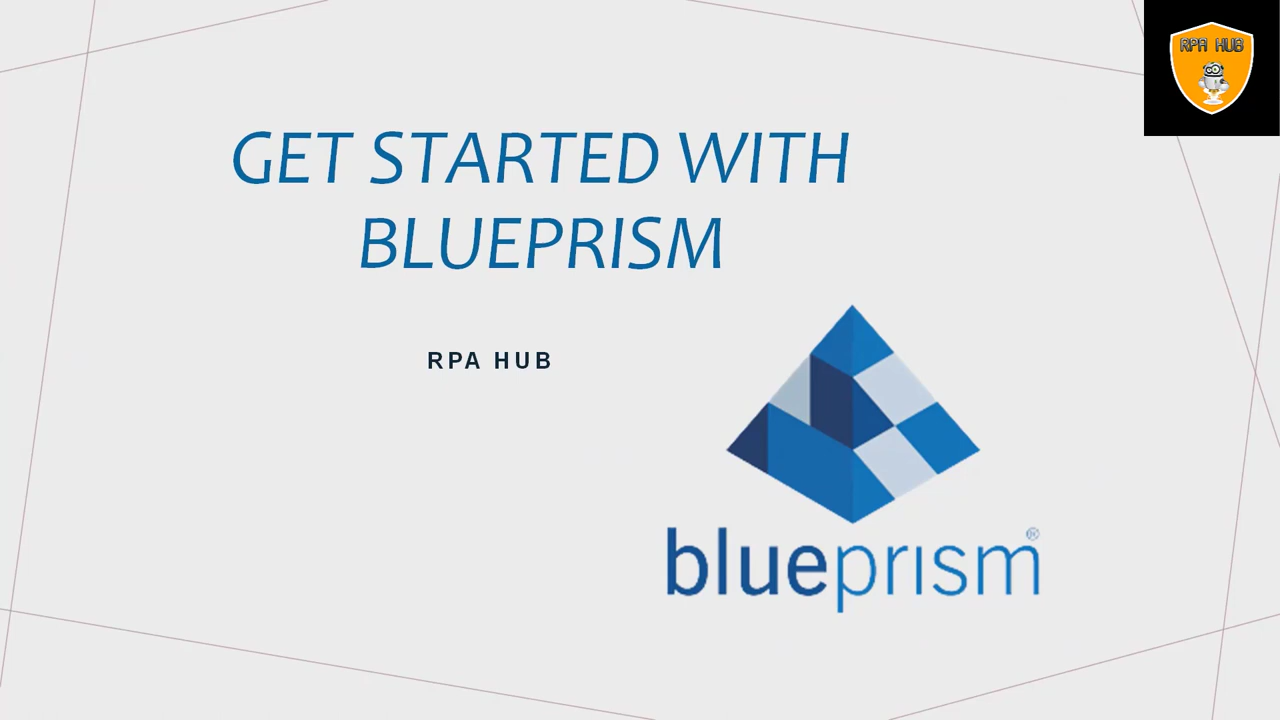 RPA HUB
GET STARTED WITH
BLUEPRISM
RPA HUB
blueprism®